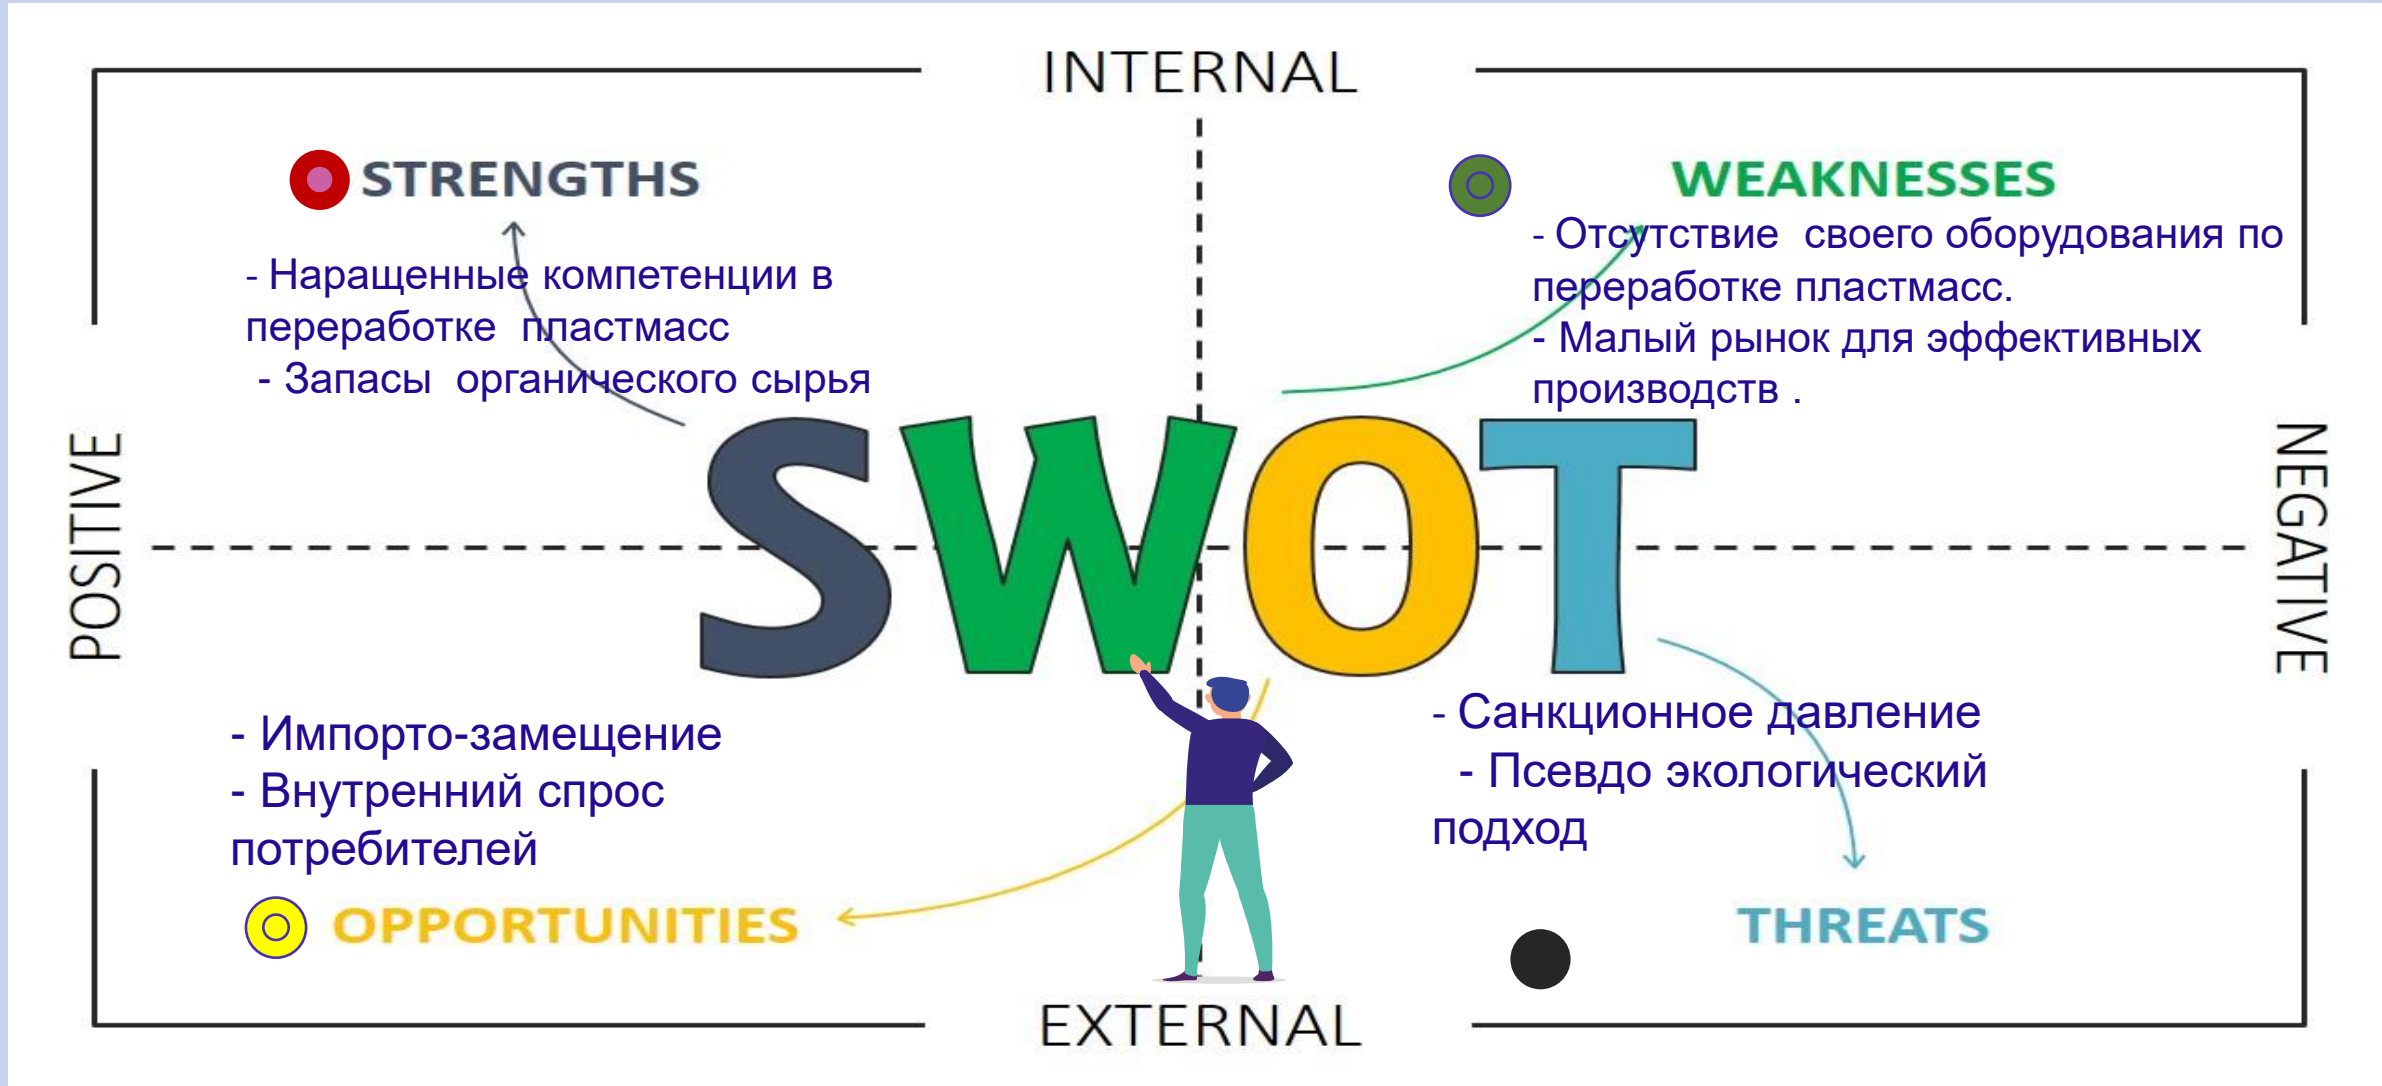 INTERNAL
STRENGTHS
- Наращенные компетенции в
переработке  пластмасс
- Запасы  органического сырья
WEAKNESSES
- Отсутствие  своего оборудования по
переработке пластмасс.
- Малый рынок для эффективных
производств .
POSITIVE
SWOT
NEGATIVE
- Импорто-замещение
- Внутренний спрос
потребителей
OPPORTUNITIES
- Санкционное давление
- Псевдо экологический
подход
THREATS
EXTERNAL